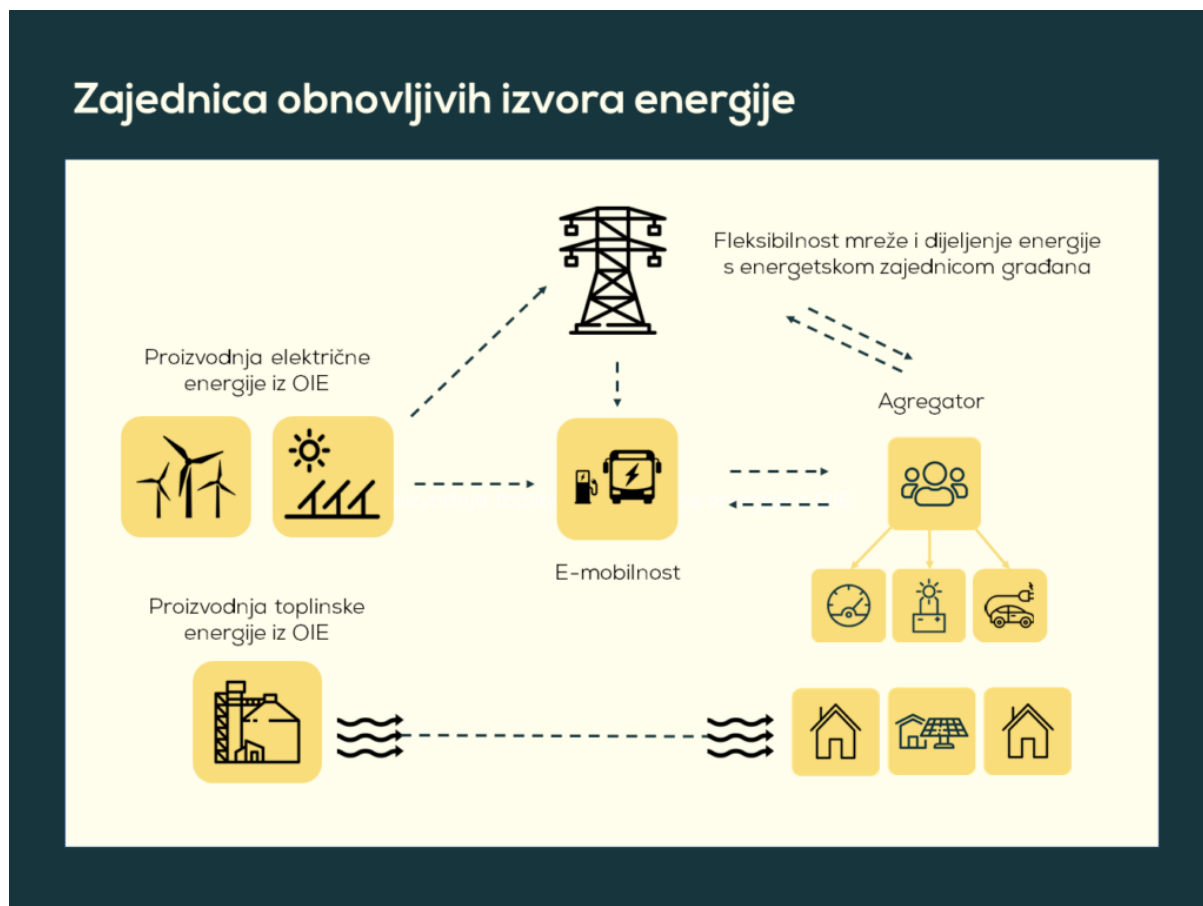 Zajednica obnovljivih izvora energije
Fleksibilnost mreže i dijeljenje energije
s energetskom zajednicom građana
Proizvodnja električne
energije iz OIE
Agregator
E-mobilnost
Proizvodnja toplinske
energije iz OIE